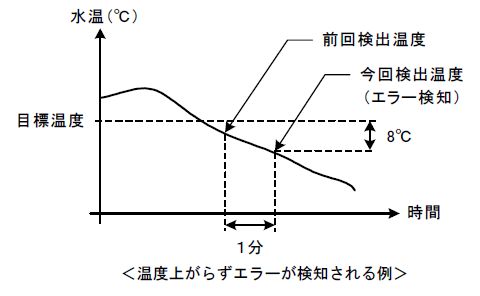 水温(℃)
前回検出温度
今回検出温度
(エラー検知)
目標温度
8℃
時間
1分
<温度上がらずエラーが検知される例>